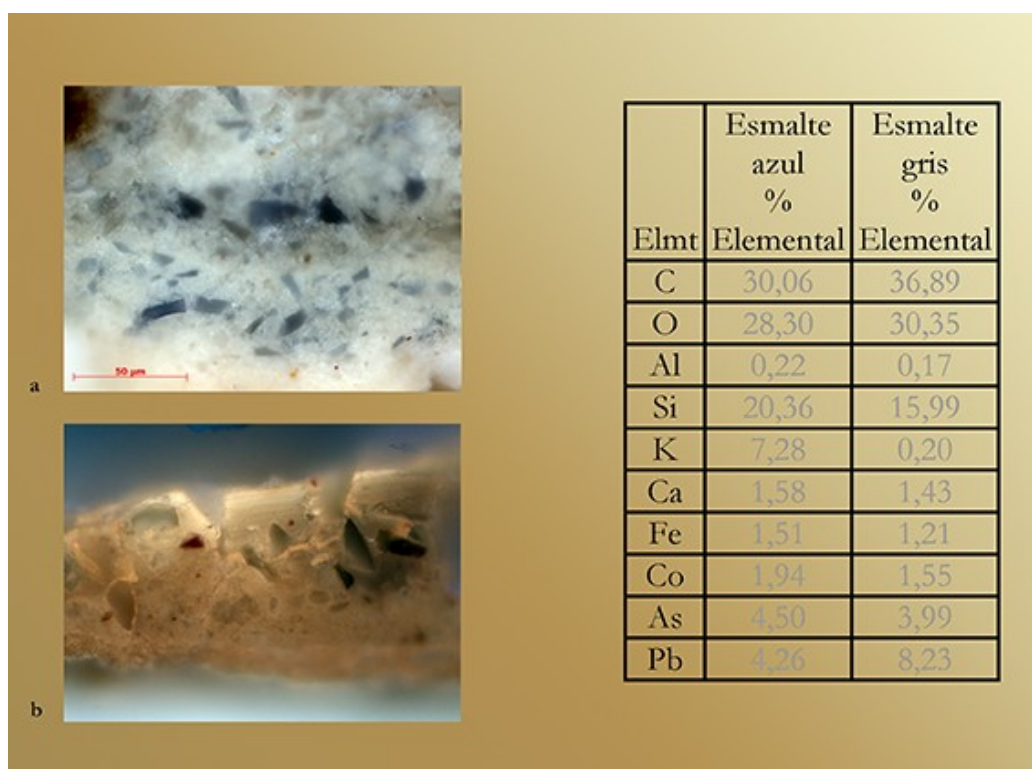 50 µm
a
b
Esmalte azul % Elemental
Esmalte gris % Elemental
Elmt
C 30,06 36,89
O 28,30 30,35
Al 0,22 0,17
Si 20,36 15,99
K 7,28 0,20
Ca 1,58 1,43
Fe 1,51 1,21
Co 1,94 1,55
As 4,50 3,99
Pb 4,26 8,23